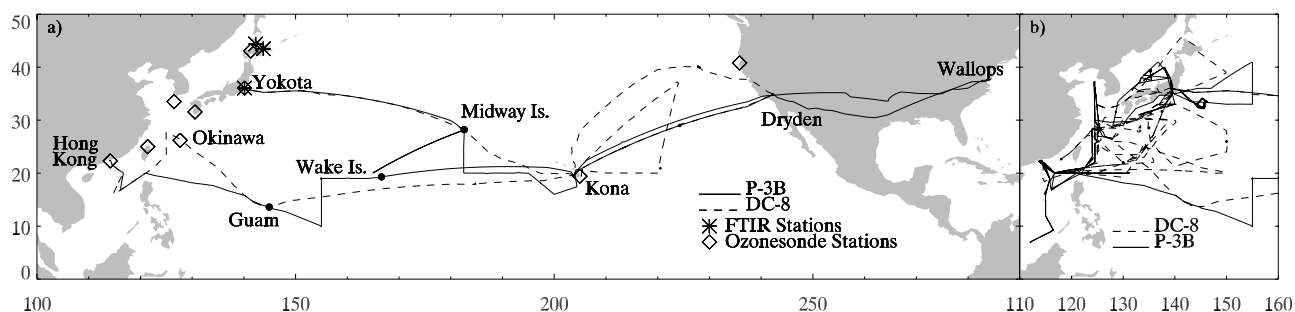 a)
b)
50
40
30
20
10
0
Yokota
Midway Is.
Wallops
Dryden
Okinawa
Hong
Kong
Wake Is.
Kona
Guam
P-3B
DC-8
FTIR Stations
Ozonesonde Stations
DC-8
P-3B
100 150 200 250
110 120 130 140 150 160